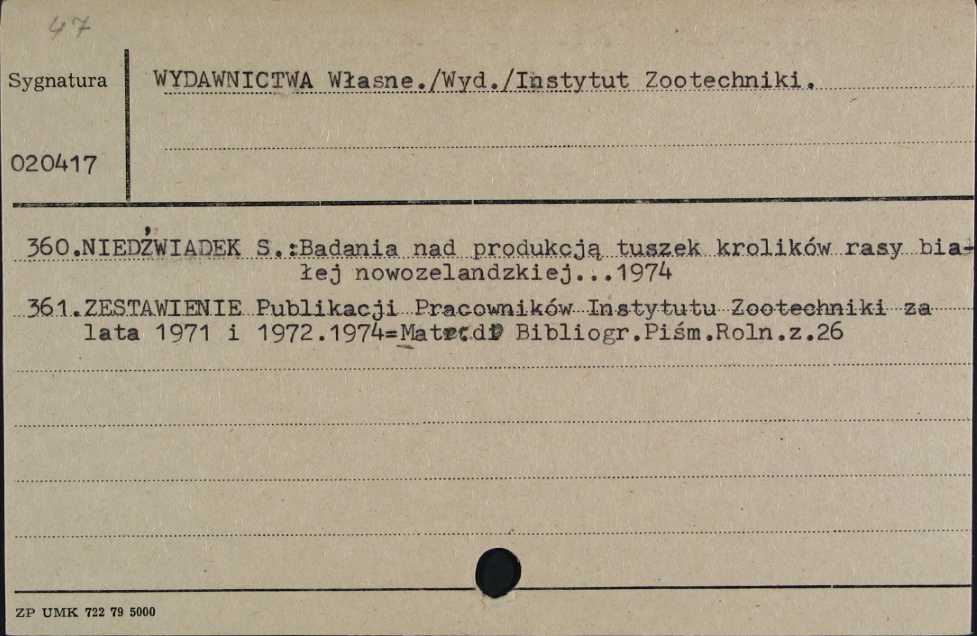 47
Sygnatura
WYDAWNICTWA Własne./Wyd./Instytut Zootechniki.
020417
360.NIEDŹWIADEK S.:Badania nad produkcją tuszek krolików rasy bia-
łej nowozelandzkiej...1974
361.ZESTAWIENIE Publikacji Pracowników Instytutu Zootechniki za
lata 1971 i 1972.1974=Mat. Bibliogr.Piśm.Roln.z.26
ZP UMK 722 79 5000